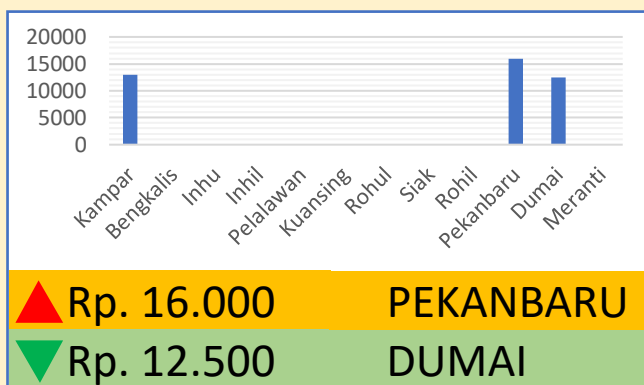 20000
15000
10000
5000
0
Kampar
Bengkalis
Inhu
Inhil
Pelalawan
Kuansing
Rohul
Siak
Rohil
Pekanbaru
Dumai
Meranti
Rp. 16.000 PEKANBARU
Rp. 12.500 DUMAI